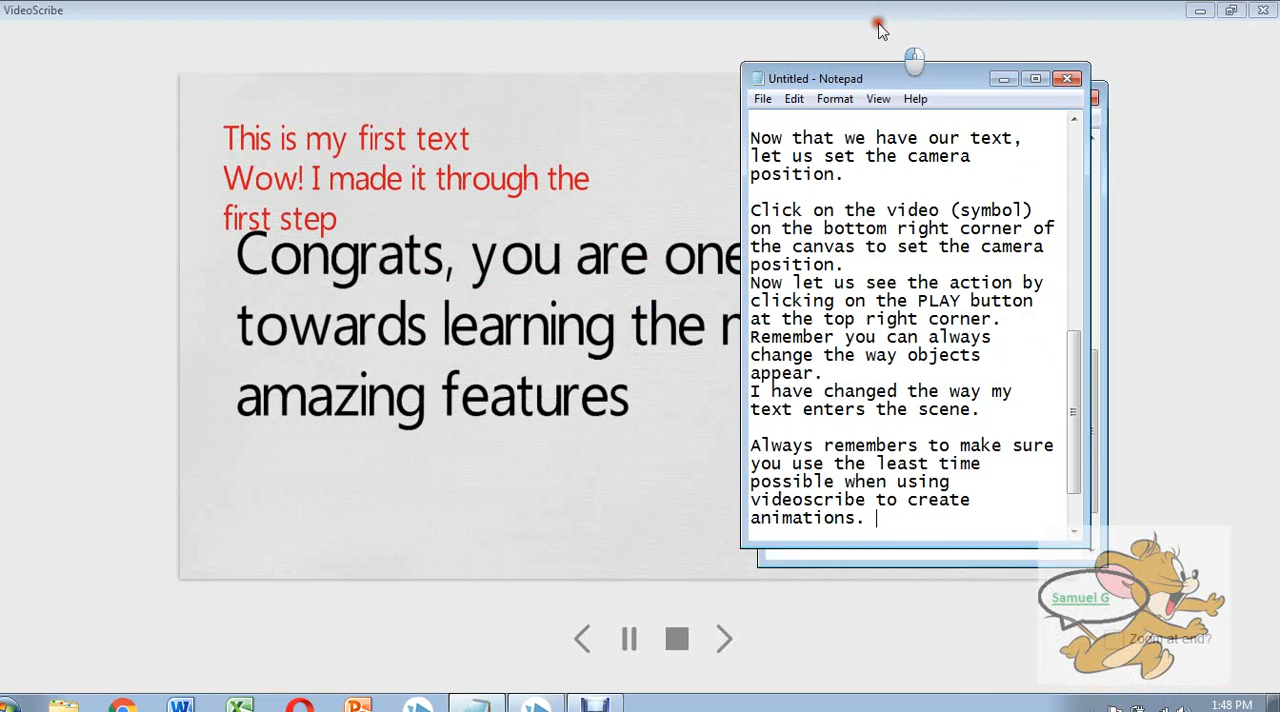 VideoScribe
This is my first text
Wow! I made it through the
first step
Congrats, you are one
towards learning the
amazing features
Untitled - Notepad
File Edit Format View Help
Now that we have our text,
let us set the camera
position.
Click on the video (symbol)
on the bottom right corner of
the canvas to set the camera
position.
Now let us see the action by
clicking on the PLAY button
at the top right corner.
Remember you can always
change the way objects
appear.
I have changed the way my
text enters the scene.
Always remembers to make sure
you use the least time
possible when using
videoscribe to create
animations.
Samuel G
Zoom at end?
1:48 PM